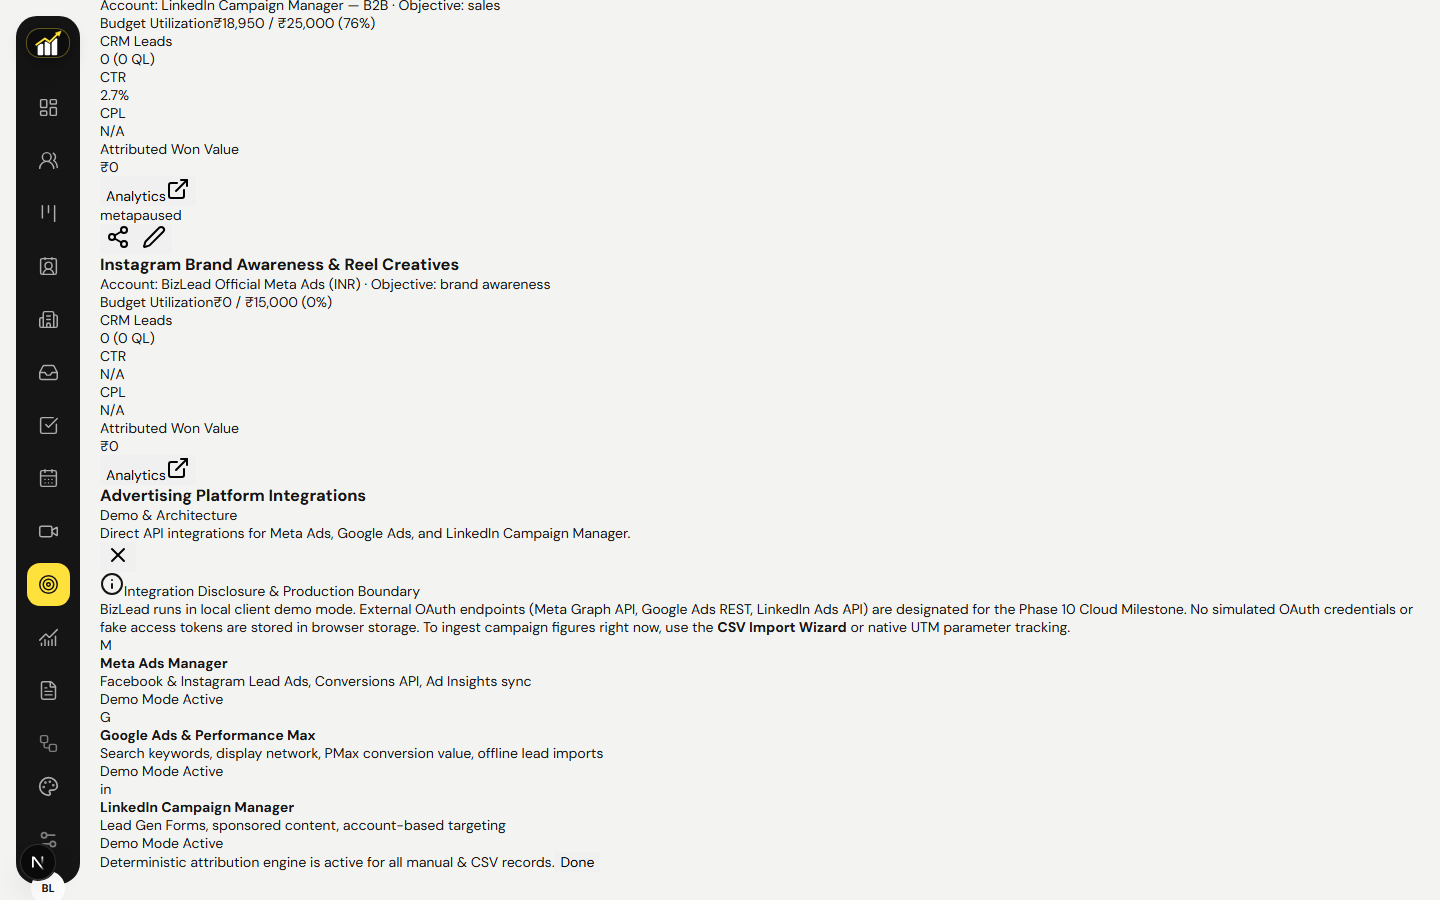 Account: LinkedIn Campaign Manager — B2B · Objective: sales
Budget Utilization₹18,950 / ₹25,000 (76%)
CRM Leads
0 (0 QL)
CTR
2.7%
CPL
N/A
Attributed Won Value
₹0
Analytics
metapaused
Instagram Brand Awareness & Reel Creatives
Account: BizLead Official Meta Ads (INR) · Objective: brand awareness
Budget Utilization₹0 / ₹15,000 (0%)
CRM Leads
0 (0 QL)
CTR
N/A
CPL
N/A
Attributed Won Value
₹0
Analytics
Advertising Platform Integrations
Demo & Architecture
Direct API integrations for Meta Ads, Google Ads, and LinkedIn Campaign Manager.
Integration Disclosure & Production Boundary
BizLead runs in local client demo mode. External OAuth endpoints (Meta Graph API, Google Ads REST, LinkedIn Ads API) are designated for the Phase 10 Cloud Milestone. No simulated OAuth credentials or
fake access tokens are stored in browser storage. To ingest campaign figures right now, use the CSV Import Wizard or native UTM parameter tracking.
M
Meta Ads Manager
Facebook & Instagram Lead Ads, Conversions API, Ad Insights sync
Demo Mode Active
G
Google Ads & Performance Max
Search keywords, display network, PMax conversion value, offline lead imports
Demo Mode Active
in
LinkedIn Campaign Manager
Lead Gen Forms, sponsored content, account-based targeting
Demo Mode Active
Deterministic attribution engine is active for all manual & CSV records. Done
N
BL